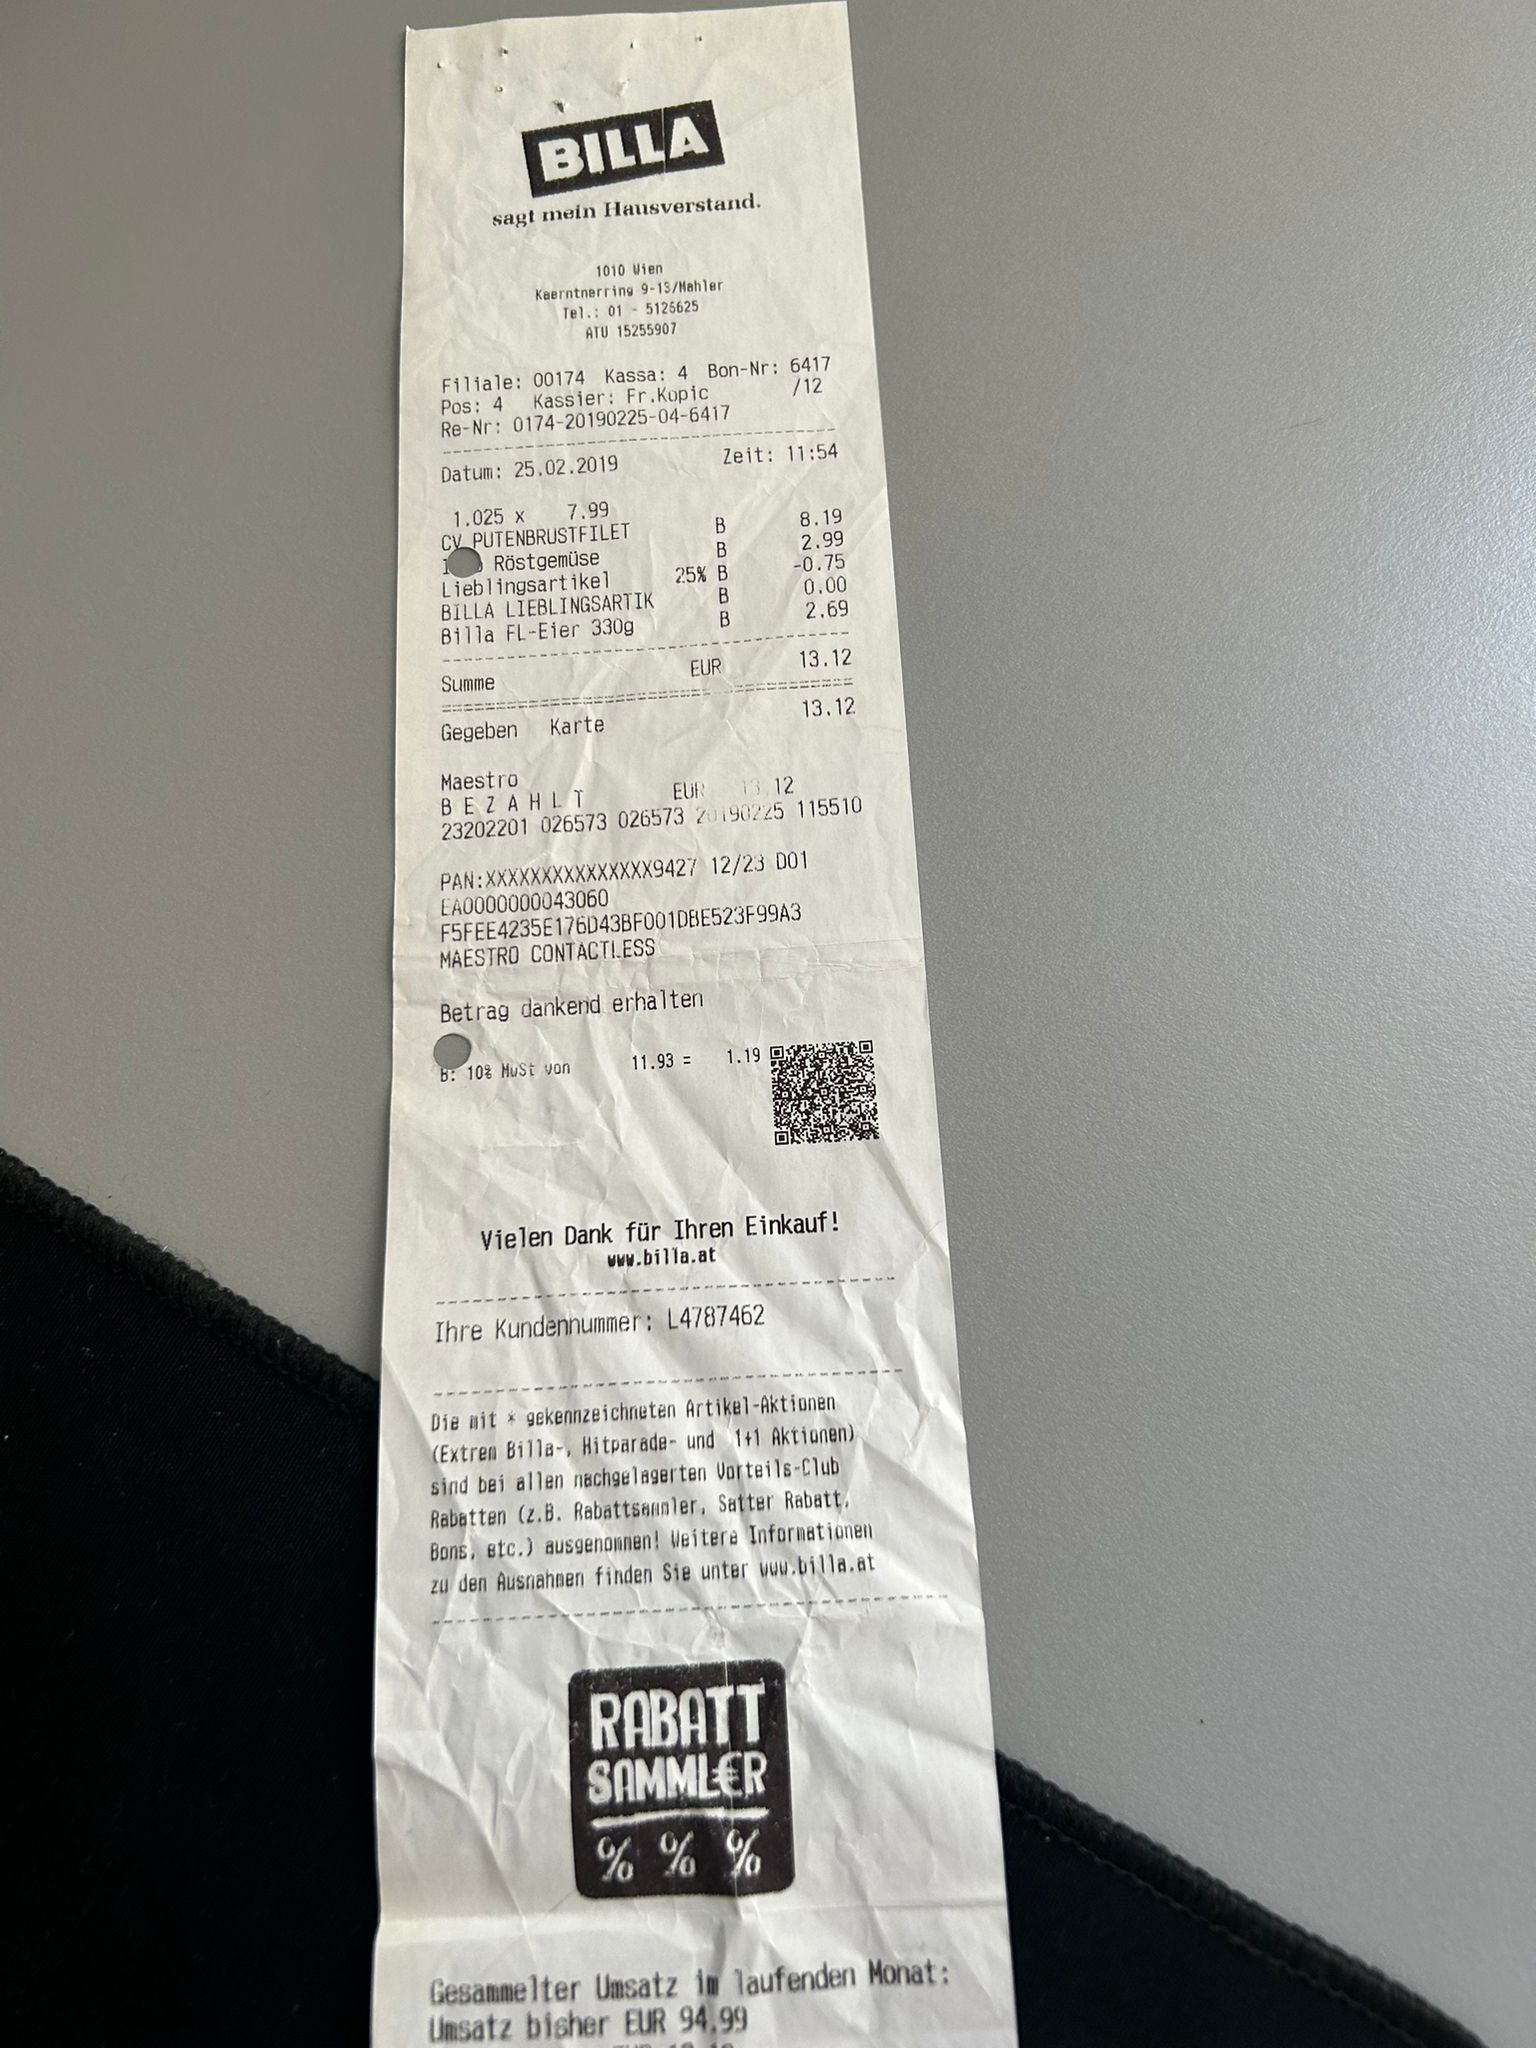 BILLA
sagt mein Hausverstand.
1010 Wien
Kaerntnerring 9-13/Mahler
Tel.: 01 - 5126625
ATU 15255907
Filiale: 00174 Kassa: 4 Bon-Nr: 6417
Pos: 4 Kassier: Fr.Kopic /12
Re-Nr: 0174-20190225-04-6417
Datum: 25.02.2019 Zeit: 11:54
1.025 x 7.99
CV PUTENBRUSTFILET B 8.19
Röstgemüse B 2.99
Lieblingsartikel 25% B -0.75
BILLA LIEBLINGSARTIK B 0.00
Billa FL-Eier 330g B 2.69
Summe EUR 13.12
Gegeben Karte 13.12
Maestro
B E Z A H L T EUR 13.12
23202201 026573 026573 20190225 115510
PAN:XXXXXXXXXXXXXXX9427 12/23 D01
EA0000000043060
F5FEE4235E176D43BF001DBE523F99A3
MAESTRO CONTACTLESS
Betrag dankend erhalten
B: 10% MwSt von 11.93 = 1.19
Vielen Dank für Ihren Einkauf!
www.billa.at
Ihre Kundennummer: L4787462
Die mit * gekennzeichneten Artikel-Aktionen
(Extrem Billa-, Hitparade- und 1+1 Aktionen)
sind bei allen nachgelagerten Vorteils-Club
Rabatten (z.B. Rabattsammler, Satter Rabatt,
Bons, etc.) ausgenommen! Weitere Informationen
zu den Ausnahmen finden Sie unter www.billa.at
RABATT
SAMML€R
% % %
Gesammelter Umsatz im laufenden Monat:
Umsatz bisher EUR 94.99